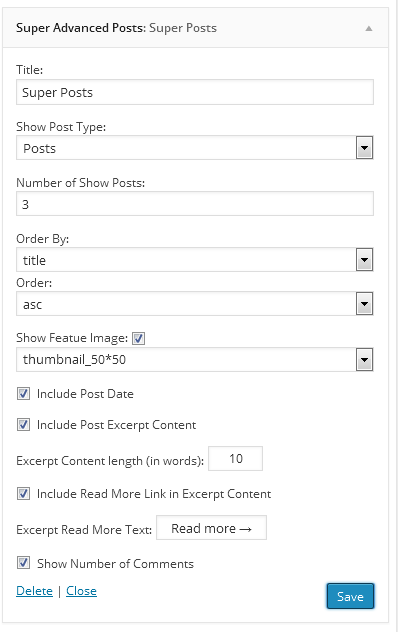 Super Advanced Posts: Super Posts
Title:
Super Posts
Show Post Type:
Posts
Number of Show Posts:
3
Order By:
title
Order:
asc
Show Featue Image:
thumbnail_50*50
Include Post Date
Include Post Excerpt Content
Excerpt Content length (in words): 10
Include Read More Link in Excerpt Content
Excerpt Read More Text: Read more →
Show Number of Comments
Delete | Close Save